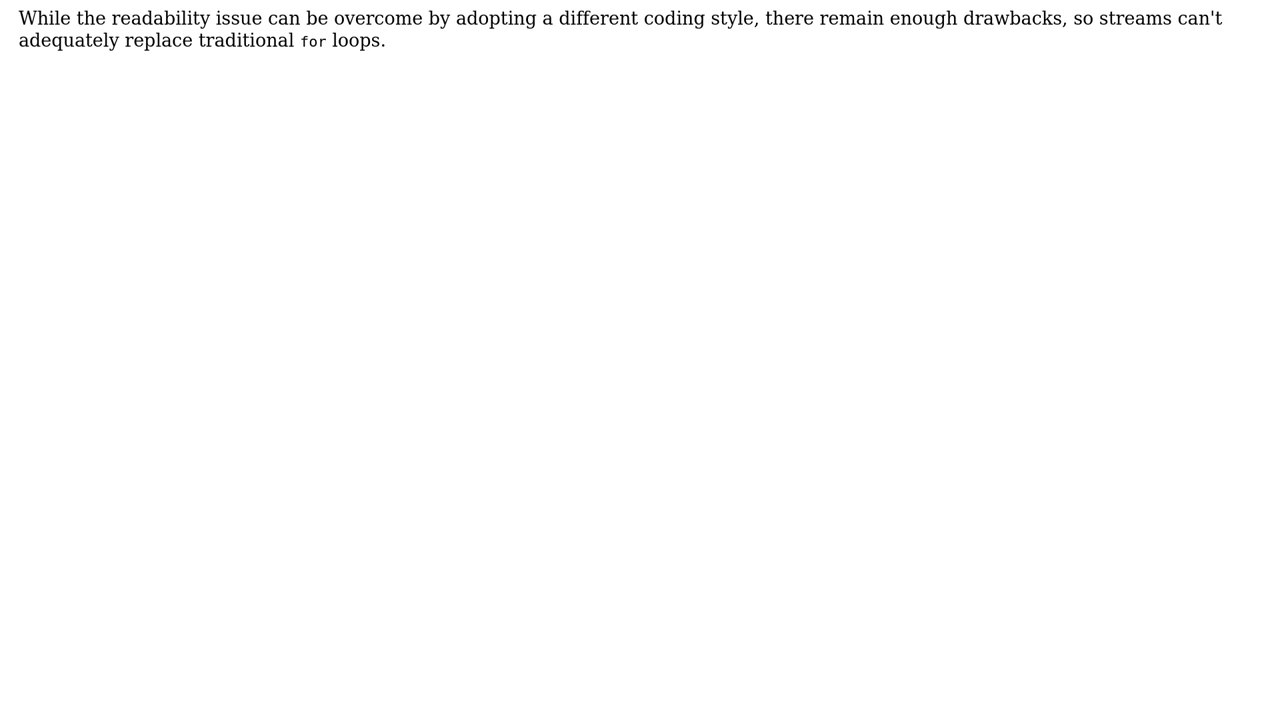 While the readability issue can be overcome by adopting a different coding style, there remain enough drawbacks, so streams can't
adequately replace traditional for loops.